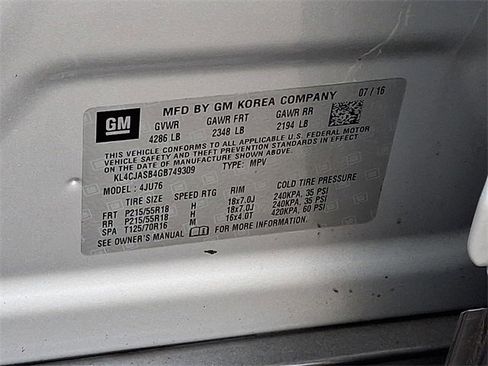 GM
MFD BY GM KOREA COMPANY 07 / 16
GVWR GAWR FRT GAWR RR
4286 LB 2348 LB 2194 LB
THIS VEHICLE CONFORMS TO ALL APPLICABLE U.S. FEDERAL MOTOR
VEHICLE SAFETY AND THEFT PREVENTION STANDARDS IN EFFECT
ON THE DATE OF MANUFACTURE SHOWN ABOVE.
KL4CJASB4GB749309 TYPE: MPV
MODEL: 4JU76
TIRE SIZE SPEED RTG RIM COLD TIRE PRESSURE
FRT P215/55R18 H 18x7.0J 240KPA, 35 PSI
RR P215/55R18 H 18x7.0J 240KPA, 35 PSI
SPA T125/70R16 M 16x4.0T 420KPA, 60 PSI
SEE OWNER'S MANUAL